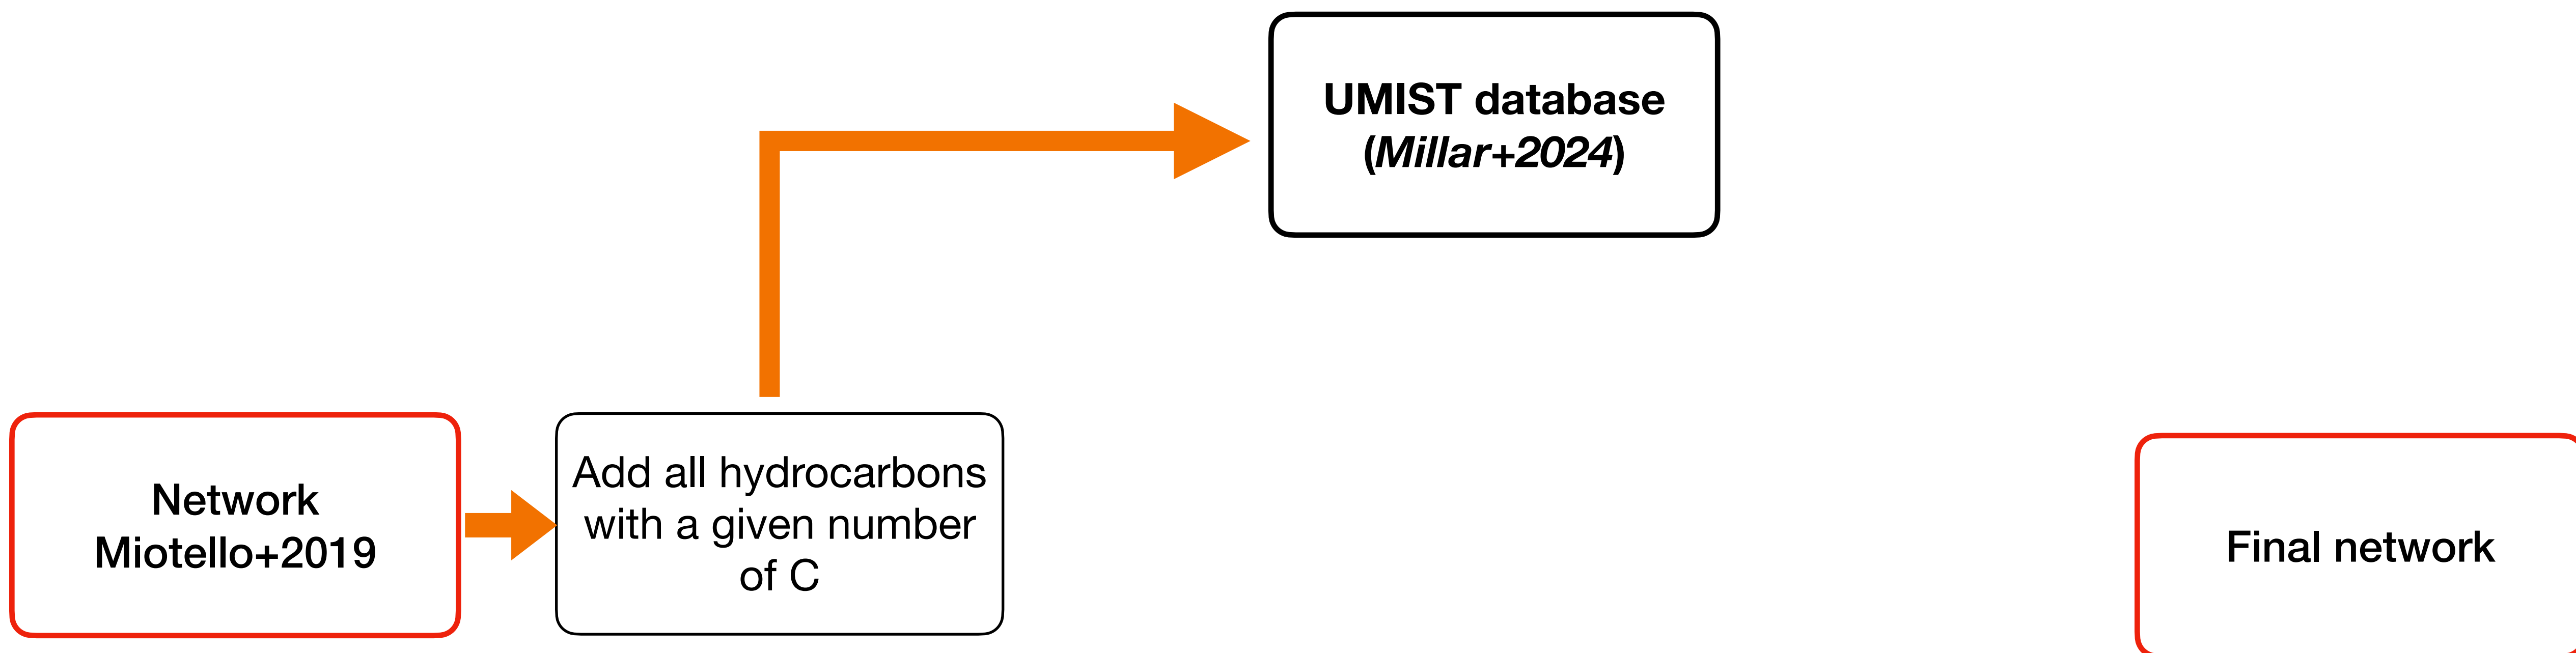 UMIST database
(Millar+2024)
Network
Miotello+2019
Add all hydrocarbons
with a given number
of C
Final network